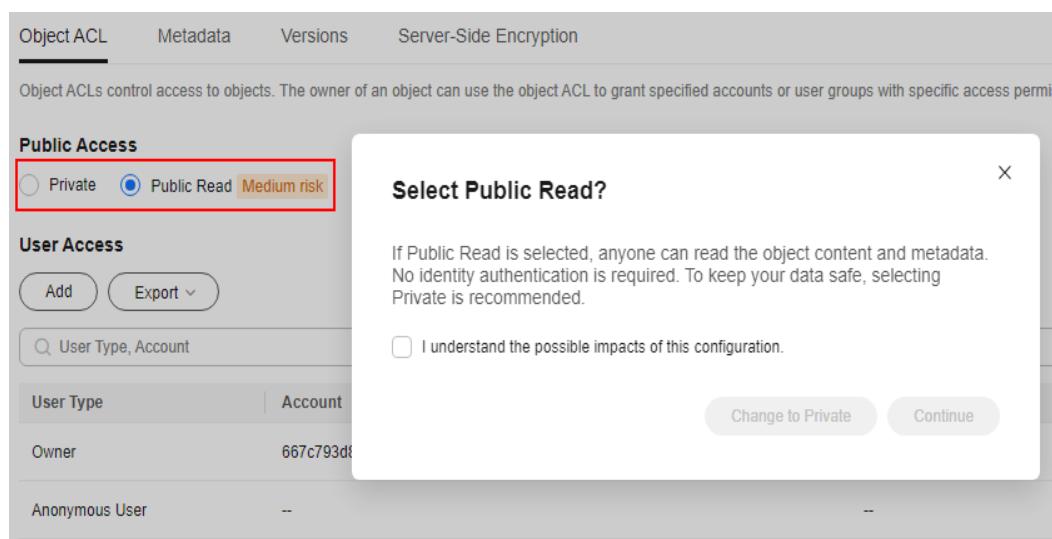 Object ACL Metadata Versions Server-Side Encryption
Object ACLs control access to objects. The owner of an object can use the object ACL to grant specified accounts or user groups with specific access
Public Access
Private Public Read Medium risk
Select Public Read?
If Public Read is selected, anyone can read the object content and metadata.
No identity authentication is required. To keep your data safe, selecting
Private is recommended.
I understand the possible impacts of this configuration.
Change to Private Continue
User Access
Add Export
User Type, Account
User Type Account
Owner 667c793d
Anonymous User -- --